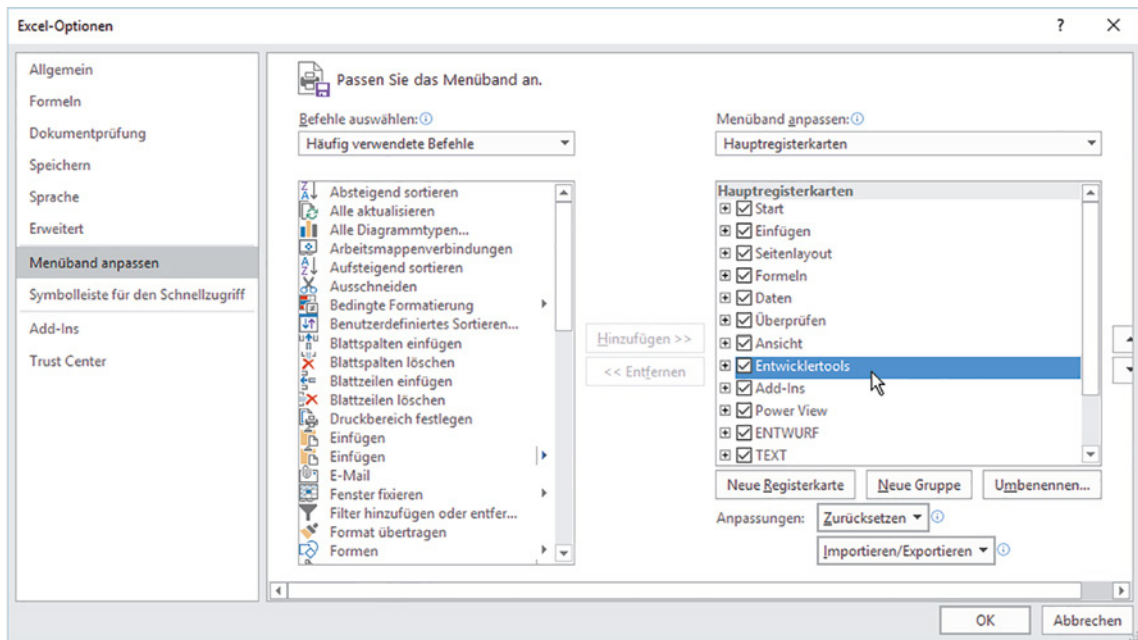 Excel-Optionen
?
Allgemein
Formeln
Dokumentprüfung
Speichern
Sprache
Erweitert
Menüband anpassen
Symbolleiste für den Schnellzugriff
Add-Ins
Trust Center
Passen Sie das Menüband an.
Befehle auswählen:
Häufig verwendete Befehle
Absteigend sortieren
Alle aktualisieren
Alle Diagrammtypen...
Arbeitsmappenverbindungen
Aufsteigend sortieren
Ausschneiden
Bedingte Formatierung
Benutzerdefiniertes Sortieren...
Blattspalten einfügen
Blattspalten löschen
Blattzeilen einfügen
Blattzeilen löschen
Druckbereich festlegen
Einfügen
Einfügen
E-Mail
Fenster fixieren
Filter hinzufügen oder entfer...
Format übertragen
Formen
Hinzufügen >>
<< Entfernen
Menüband anpassen:
Hauptregisterkarten
Hauptregisterkarten
Start
Einfügen
Seitenlayout
Formeln
Daten
Überprüfen
Ansicht
Entwicklertools
Add-Ins
Power View
ENTWURF
TEXT
Neue Registerkarte
Neue Gruppe
Umbenennen...
Anpassungen:
Zurücksetzen
Importieren/Exportieren
OK
Abbrechen